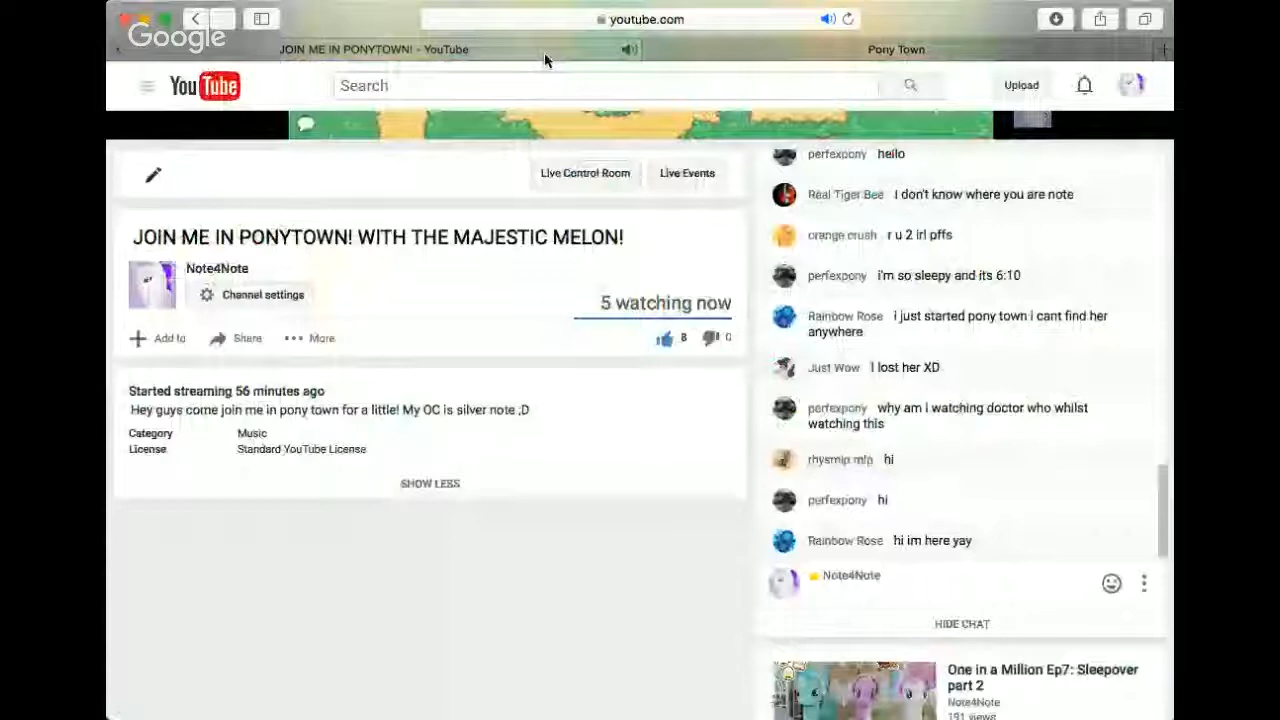 Google
youtube.com
JOIN ME IN PONYTOWN! - YouTube
Pony Town
YouTube
Search
Upload
Live Control Room
Live Events
JOIN ME IN PONYTOWN! WITH THE MAJESTIC MELON!
Note4Note
Channel settings
5 watching now
Add to
Share
More
8
0
Started streaming 56 minutes ago
Hey guys come join me in pony town for a little! My OC is silver note ;D
Category
Music
License
Standard YouTube License
SHOW LESS
perfexpony hello
Real Tiger Bee I don't know where you are note
orange crush r u 2 irl pffs
perfexpony i'm so sleepy and its 6:10
Rainbow Rose i just started pony town i cant find her
anywhere
Just Wow I lost her XD
perfexpony why am i watching doctor who whilst
watching this
rhysmip mlp hi
perfexpony hi
Rainbow Rose hi im here yay
Note4Note
HIDE CHAT
One in a Million Ep7: Sleepover
part 2
Note4Note
191 views